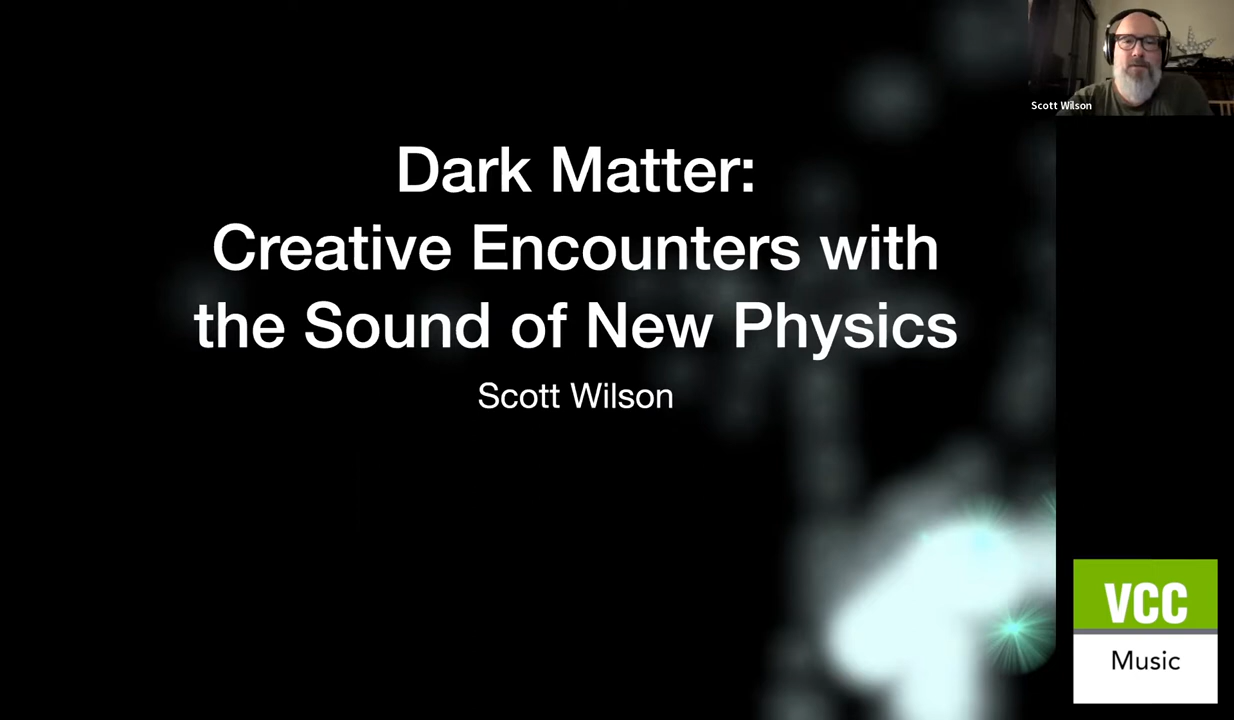 Scott Wilson
Dark Matter:
Creative Encounters with
the Sound of New Physics
Scott Wilson
VCC
Music